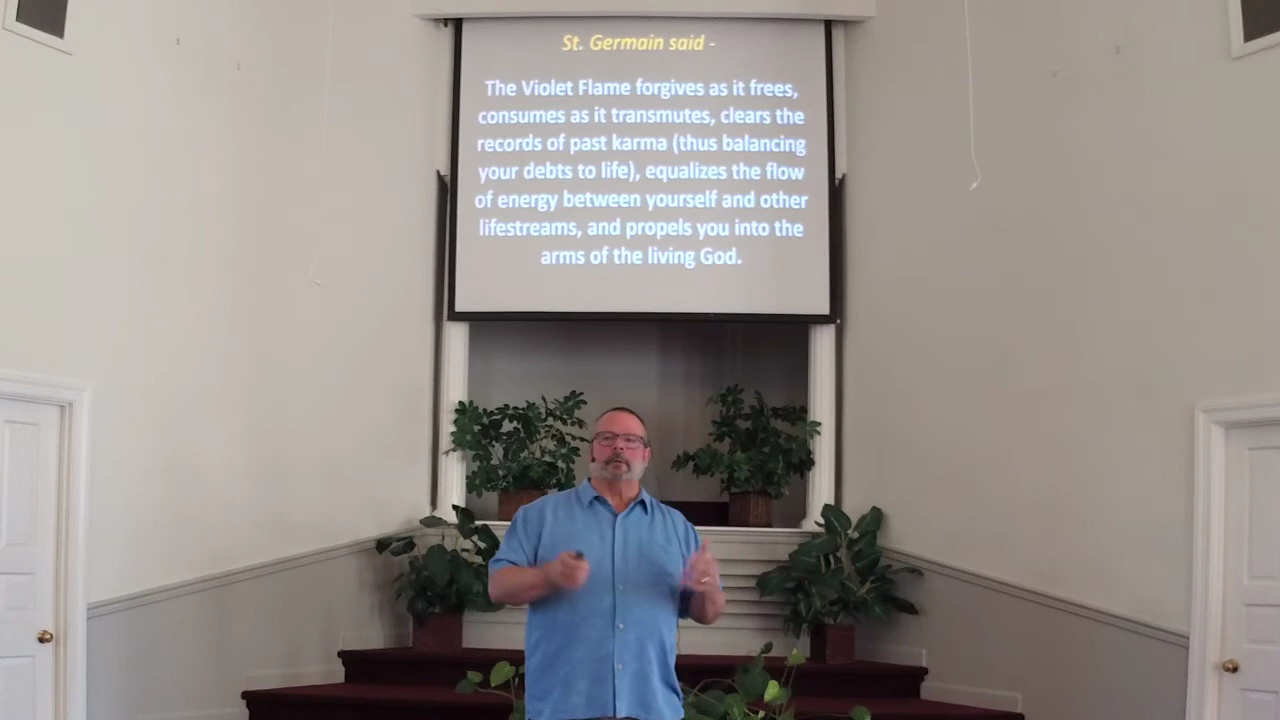 St. Germain said -
The Violet Flame forgives as it frees,
consumes as it transmutes, clears the
records of past karma (thus balancing
your debts to life), equalizes the flow
of energy between yourself and other
lifestreams, and propels you into the
arms of the living God.